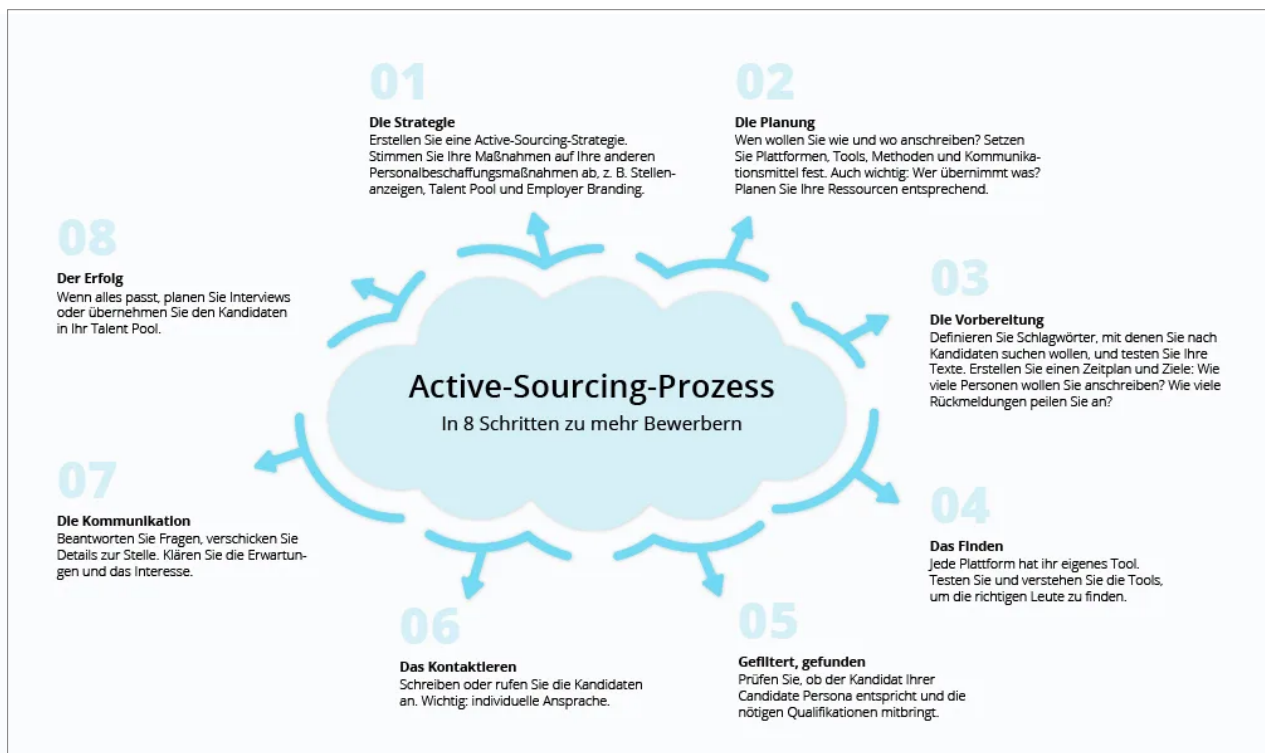 Active-Sourcing-Prozess
In 8 Schritten zu mehr Bewerbern
01
Die Strategie
Erstellen Sie eine Active-Sourcing-Strategie.
Stimmen Sie Ihre Maßnahmen auf Ihre anderen
Personalbeschaffungsmaßnahmen ab, z. B. Stellen-
anzeigen, Talent Pool und Employer Branding.
02
Die Planung
Wen wollen Sie wie und wo anschreiben? Setzen
Sie Plattformen, Tools, Methoden und Kommunika-
tionsmittel fest. Auch wichtig: Wer übernimmt was?
Planen Sie Ihre Ressourcen entsprechend.
03
Die Vorbereitung
Definieren Sie Schlagwörter, mit denen Sie nach
Kandidaten suchen wollen, und testen Sie Ihre
Texte. Erstellen Sie einen Zeitplan und Ziele: Wie
viele Personen wollen Sie anschreiben? Wie viele
Rückmeldungen peilen Sie an?
04
Das Finden
Jede Plattform hat ihr eigenes Tool.
Testen Sie und verstehen Sie die Tools,
um die richtigen Leute zu finden.
05
Gefiltert, gefunden
Prüfen Sie, ob der Kandidat Ihrer
Candidate Persona entspricht und die
nötigen Qualifikationen mitbringt.
06
Das Kontaktieren
Schreiben oder rufen Sie die Kandidaten
an. Wichtig: individuelle Ansprache.
07
Die Kommunikation
Beantworten Sie Fragen, verschicken Sie
Details zur Stelle. Klären Sie die Erwartun-
gen und das Interesse.
08
Der Erfolg
Wenn alles passt, planen Sie Interviews
oder übernehmen Sie den Kandidaten
in Ihr Talent Pool.